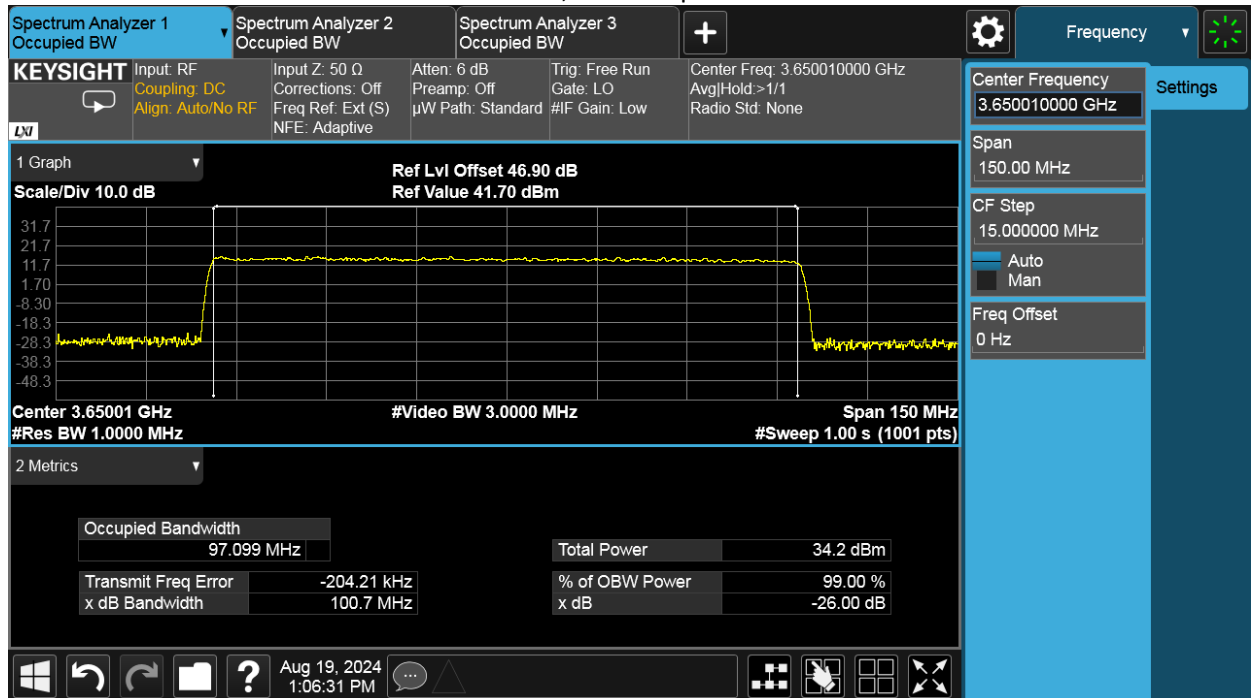 Spectrum Analyzer 1
Occupied BW
Spectrum Analyzer 2
Occupied BW
Spectrum Analyzer 3
Occupied BW
+
Frequency
KEYSIGHT
LXI
Input: RF
Coupling: DC
Align: Auto/No RF
Input Z: 50 Ω
Corrections: Off
Freq Ref: Ext (S)
NFE: Adaptive
Atten: 6 dB
Preamp: Off
µW Path: Standard
Trig: Free Run
Gate: LO
#IF Gain: Low
Center Freq: 3.650010000 GHz
Avg|Hold:>1/1
Radio Std: None
Center Frequency
3.650010000 GHz
Settings
Span
150.00 MHz
CF Step
15.000000 MHz
Auto
Man
Freq Offset
0 Hz
1 Graph
Scale/Div 10.0 dB
Ref Lvl Offset 46.90 dB
Ref Value 41.70 dBm
31.7
21.7
11.7
1.70
-8.30
-18.3
-28.3
-38.3
-48.3
Center 3.65001 GHz
#Video BW 3.0000 MHz
Span 150 MHz
#Res BW 1.0000 MHz
#Sweep 1.00 s (1001 pts)
2 Metrics
Occupied Bandwidth
97.099 MHz
Total Power 34.2 dBm
Transmit Freq Error -204.21 kHz
% of OBW Power 99.00 %
x dB Bandwidth 100.7 MHz
x dB -26.00 dB
?
Aug 19, 2024
1:06:31 PM